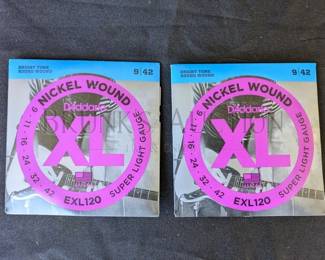 BRIGHT TONE
ROUND WOUND
9|42
D'Addario
NICKEL WOUND
XL
9 · 11 · 16 · 24 · 32 · 42
SUPER LIGHT GAUGE
EXL120
BRIGHT TONE
ROUND WOUND
9|42
D'Addario
NICKEL WOUND
XL
9 · 11 · 16 · 24 · 32 · 42
SUPER LIGHT GAUGE
EXL120